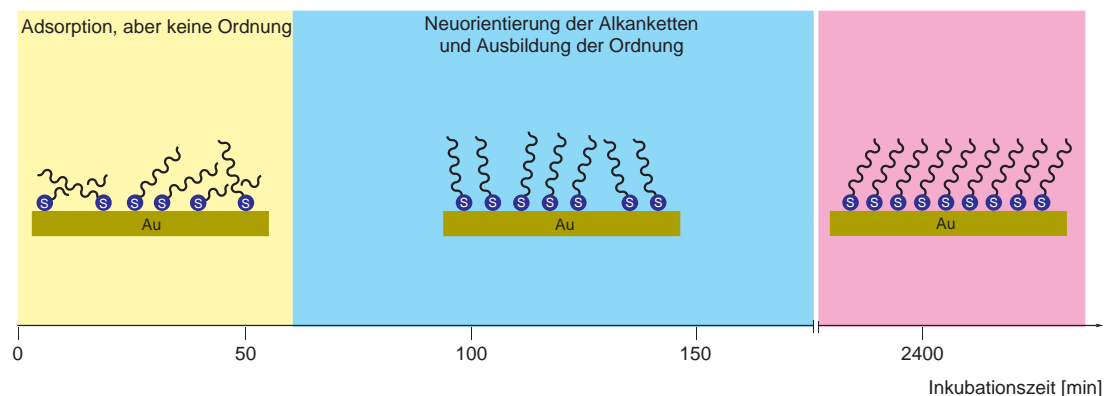 Adsorption, aber keine Ordnung
Neuorientierung der Alkanketten
und Ausbildung der Ordnung
S S S S S S
Au
S S S S S S S
Au
S S S S S S S S S
Au
0 50 100 150 2400
Inkubationszeit [min]